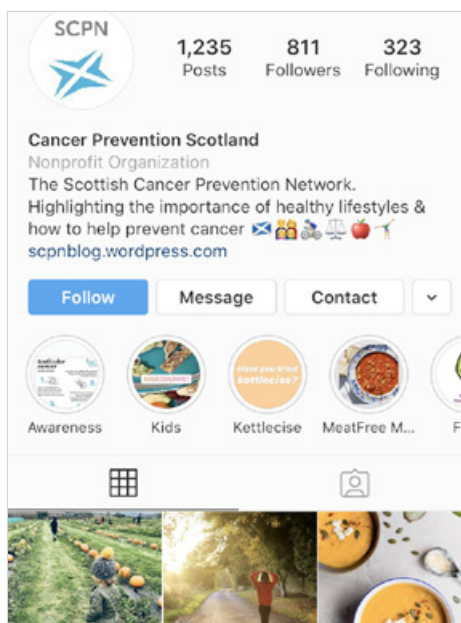 SCPN
1,235 811 323
Posts Followers Following
Cancer Prevention Scotland
Nonprofit Organization
The Scottish Cancer Prevention Network.
Highlighting the importance of healthy lifestyles &
how to help prevent cancer 🏴󠁧󠁢󠁳󠁣󠁴󠁿👭🚴⚖️🍎🤸
scpnblog.wordpress.com
Follow Message Contact
Have you tried
kettlecise?
Awareness Kids Kettlecise MeatFree M... F